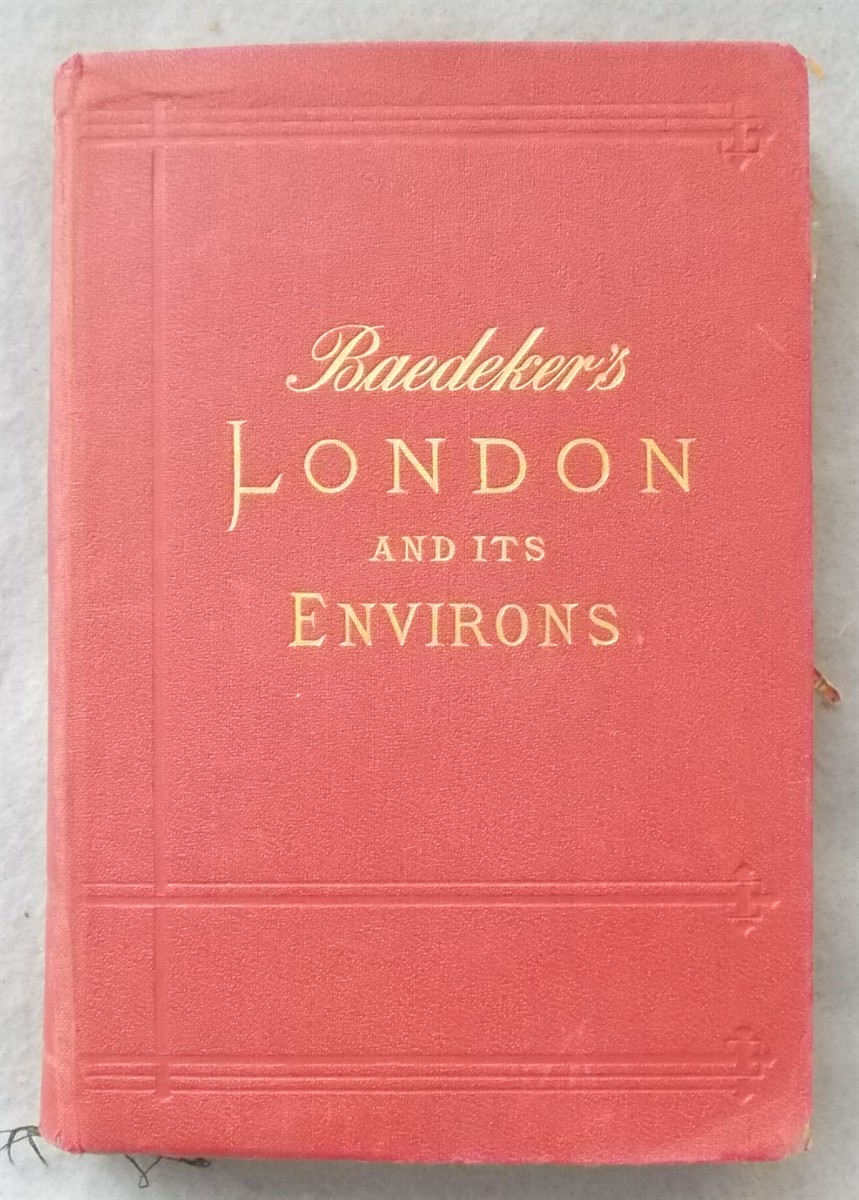 Baedeker's
LONDON
AND ITS
ENVIRONS